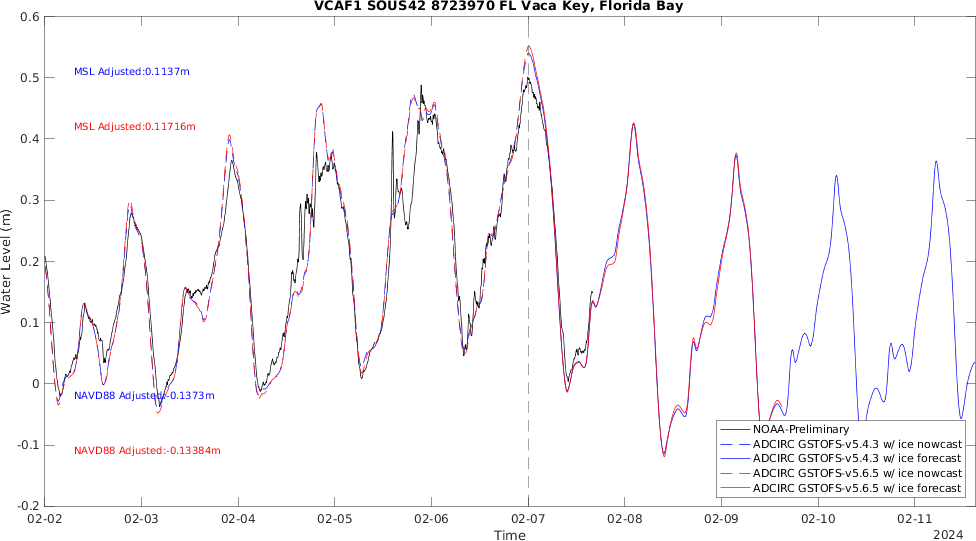 VCAF1 SOUS42 8723970 FL Vaca Key, Florida Bay
0.6
0.5
0.4
0.3
0.2
0.1
0
-0.1
-0.2
Water Level (m)
MSL Adjusted:0.1137m
MSL Adjusted:0.11716m
NAVD88 Adjusted:-0.1373m
NAVD88 Adjusted:-0.13384m
NOAA-Preliminary
ADCIRC GSTOFS-v5.4.3 w/ ice nowcast
ADCIRC GSTOFS-v5.4.3 w/ ice forecast
ADCIRC GSTOFS-v5.6.5 w/ ice nowcast
ADCIRC GSTOFS-v5.6.5 w/ ice forecast
02-02 02-03 02-04 02-05 02-06 02-07 02-08 02-09 02-10 02-11
Time
2024